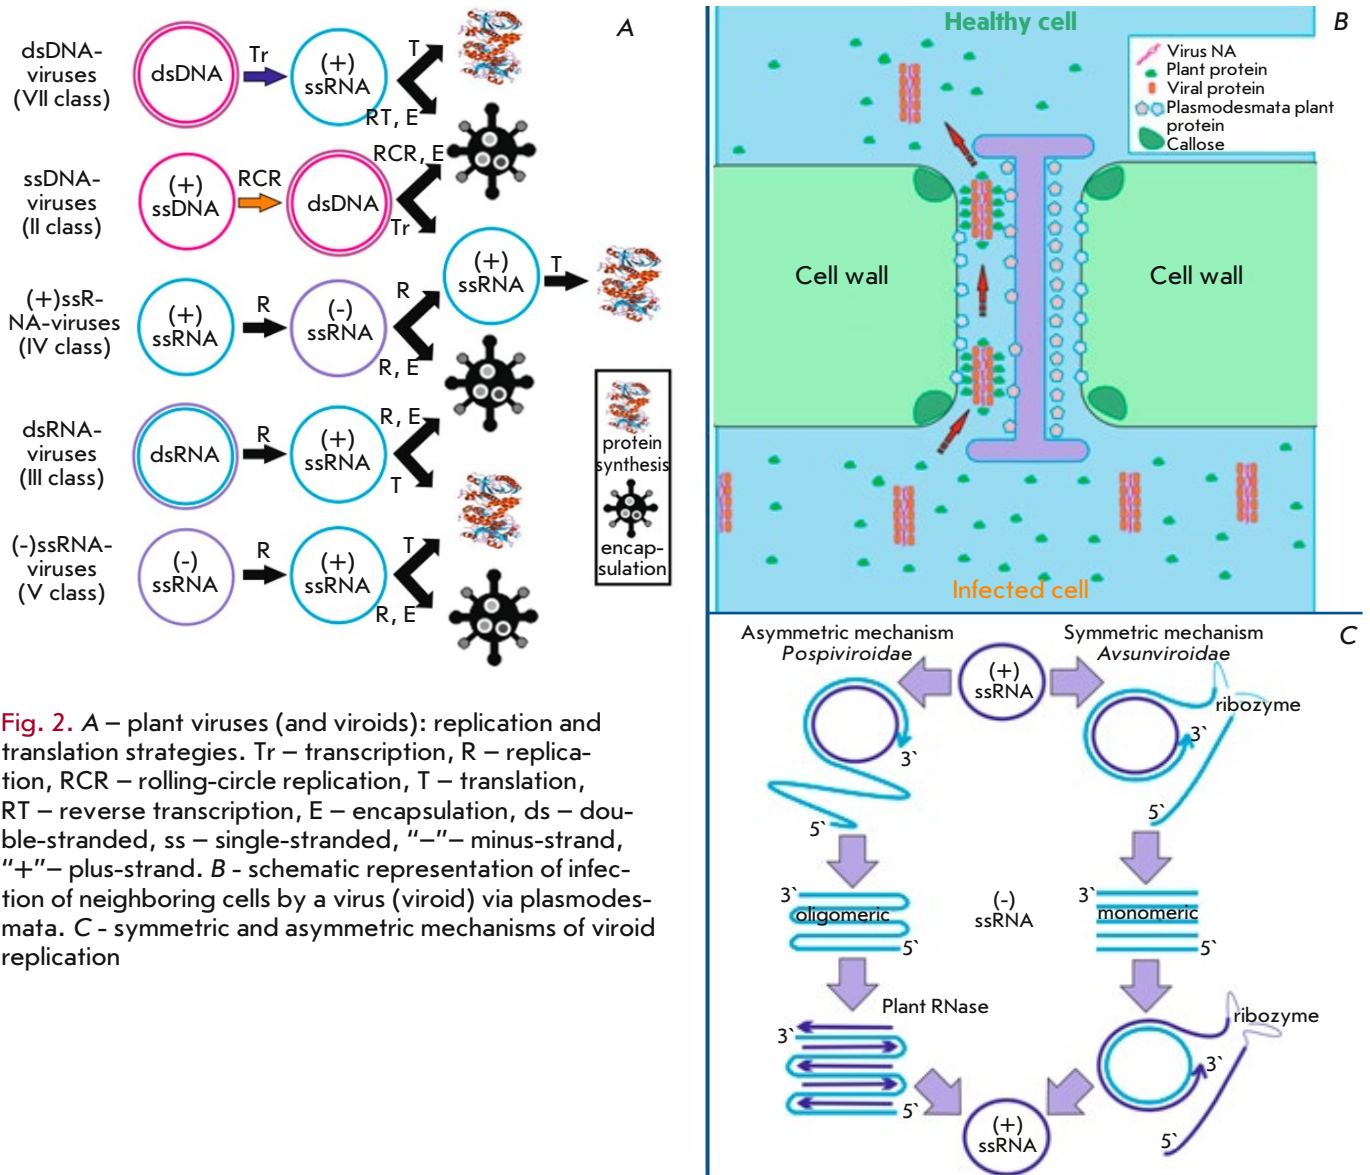 A
dsDNA-
viruses
(VII class)
dsDNA
Tr
(+)
ssRNA
T
RT, E
ssDNA-
viruses
(II class)
(+)
ssDNA
RCR
dsDNA
RCR, E
Tr
(+)
ssRNA
T
(+)ssR-
NA-viruses
(IV class)
(+)
ssRNA
R
(-)
ssRNA
R
R, E
dsRNA-
viruses
(III class)
dsRNA
R
(+)
ssRNA
R, E
T
(-)ssRNA-
viruses
(V class)
(-)
ssRNA
R
(+)
ssRNA
T
R, E
protein
synthesis
encap-
sulation
B
Healthy cell
Virus NA
Plant protein
Viral protein
Plasmodesmata plant
protein
Callose
Cell wall
Cell wall
Infected cell
C
Asymmetric mechanism
Pospiviroidae
(+)
ssRNA
Symmetric mechanism
Avsunviroidae
ribozyme
3`
5`
3`
5`
3`
oligomeric
5`
(-)
ssRNA
3`
monomeric
5`
Plant RNase
3`
5`
ribozyme
3`
5`
(+)
ssRNA
Fig. 2. A – plant viruses (and viroids): replication and
translation strategies. Tr – transcription, R – replica-
tion, RCR – rolling-circle replication, T – translation,
RT – reverse transcription, E – encapsulation, ds – dou-
ble-stranded, ss – single-stranded, “–”– minus-strand,
“+”– plus-strand. B - schematic representation of infec-
tion of neighboring cells by a virus (viroid) via plasmodes-
mata. C - symmetric and asymmetric mechanisms of viroid
replication